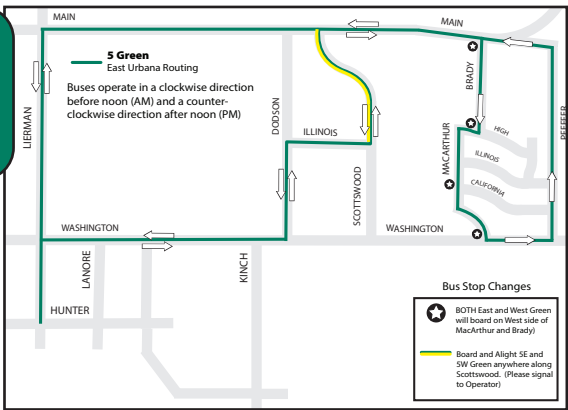 MAIN
MAIN
5 Green
East Urbana Routing
Buses operate in a clockwise direction
before noon (AM) and a counter-
clockwise direction after noon (PM)
LIERMAN
DODSON
BRADY
PFEFFER
ILLINOIS
MACARTHUR
HIGH
ILLINOIS
CALIFORNIA
SCOTTSWOOD
WASHINGTON
WASHINGTON
LANORE
KINCH
HUNTER
Bus Stop Changes
BOTH East and West Green
will board on West side of
MacArthur and Brady)
Board and Alight 5E and
5W Green anywhere along
Scottswood. (Please signal
to Operator)